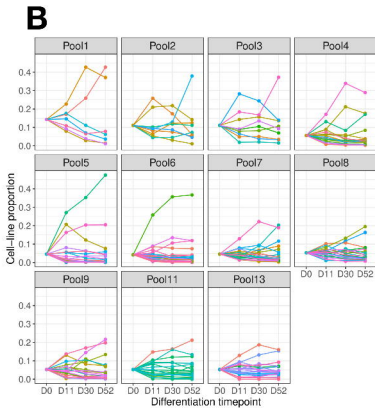 B
Pool1 Pool2 Pool3 Pool4
0.4
0.3
0.2
0.1
0.0
Pool5 Pool6 Pool7 Pool8
0.4
0.3
0.2
0.1
0.0
D0 D11 D30 D52
Pool9 Pool11 Pool13
0.4
0.3
0.2
0.1
0.0
D0 D11 D30 D52 D0 D11 D30 D52 D0 D11 D30 D52
Cell−line proportion
Differentiation timepoint